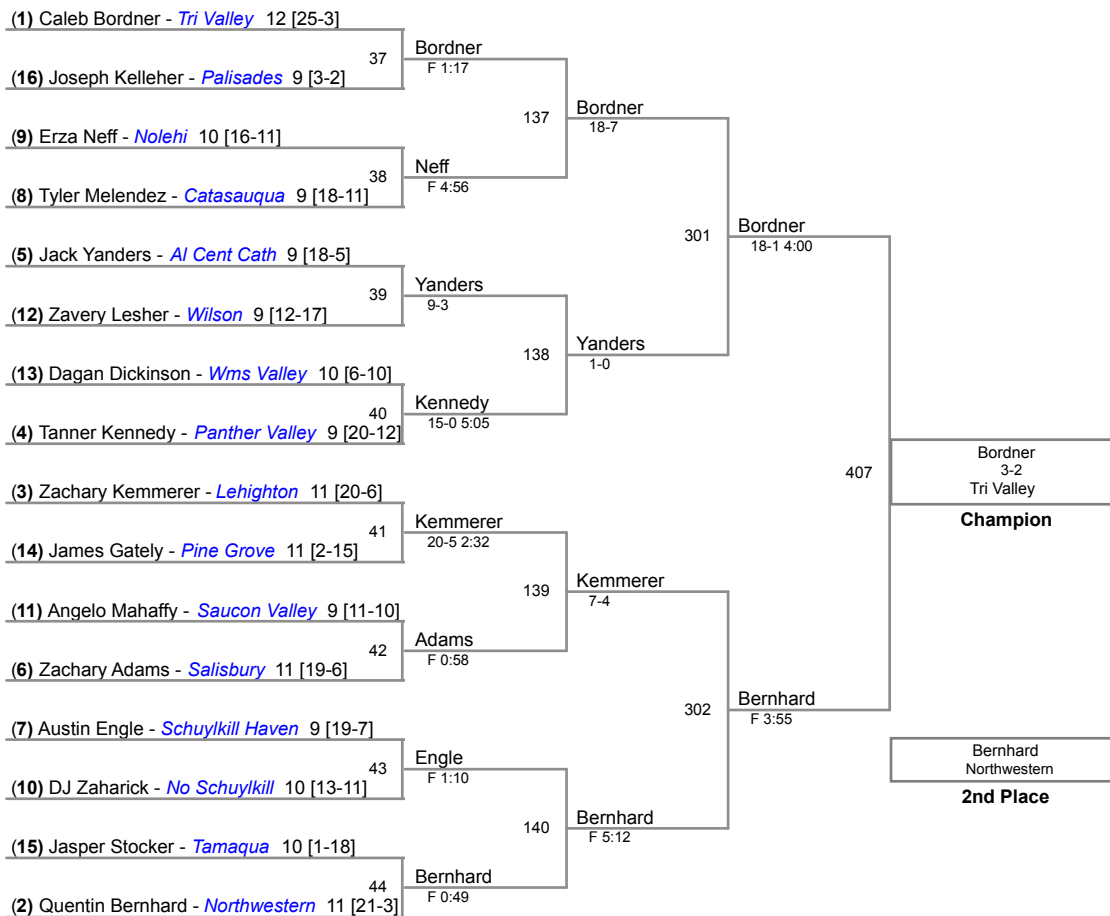 (1) Caleb Bordner - Tri Valley 12 [25-3]
37
Bordner
F 1:17
(16) Joseph Kelleher - Palisades 9 [3-2]
137
Bordner
18-7
(9) Erza Neff - Nolehi 10 [16-11]
38
Neff
F 4:56
(8) Tyler Melendez - Catasauqua 9 [18-11]
301
Bordner
18-1 4:00
(5) Jack Yanders - Al Cent Cath 9 [18-5]
39
Yanders
9-3
(12) Zavery Lesher - Wilson 9 [12-17]
138
Yanders
1-0
(13) Dagan Dickinson - Wms Valley 10 [6-10]
40
Kennedy
15-0 5:05
(4) Tanner Kennedy - Panther Valley 9 [20-12]
407
Bordner
3-2
Tri Valley
Champion
(3) Zachary Kemmerer - Lehighton 11 [20-6]
41
Kemmerer
20-5 2:32
(14) James Gately - Pine Grove 11 [2-15]
139
Kemmerer
7-4
(11) Angelo Mahaffy - Saucon Valley 9 [11-10]
42
Adams
F 0:58
(6) Zachary Adams - Salisbury 11 [19-6]
302
Bernhard
F 3:55
(7) Austin Engle - Schuylkill Haven 9 [19-7]
43
Engle
F 1:10
(10) DJ Zaharick - No Schuylkill 10 [13-11]
140
Bernhard
F 5:12
(15) Jasper Stocker - Tamaqua 10 [1-18]
44
Bernhard
F 0:49
(2) Quentin Bernhard - Northwestern 11 [21-3]
Bernhard
Northwestern
2nd Place